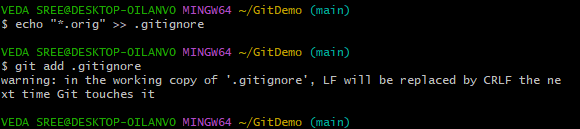 VEDA SREE@DESKTOP-OILANVO MINGW64 ~/GitDemo (main)
$ echo "*.orig" >> .gitignore
VEDA SREE@DESKTOP-OILANVO MINGW64 ~/GitDemo (main)
$ git add .gitignore
warning: in the working copy of '.gitignore', LF will be replaced by CRLF the ne
xt time Git touches it
VEDA SREE@DESKTOP-OILANVO MINGW64 ~/GitDemo (main)